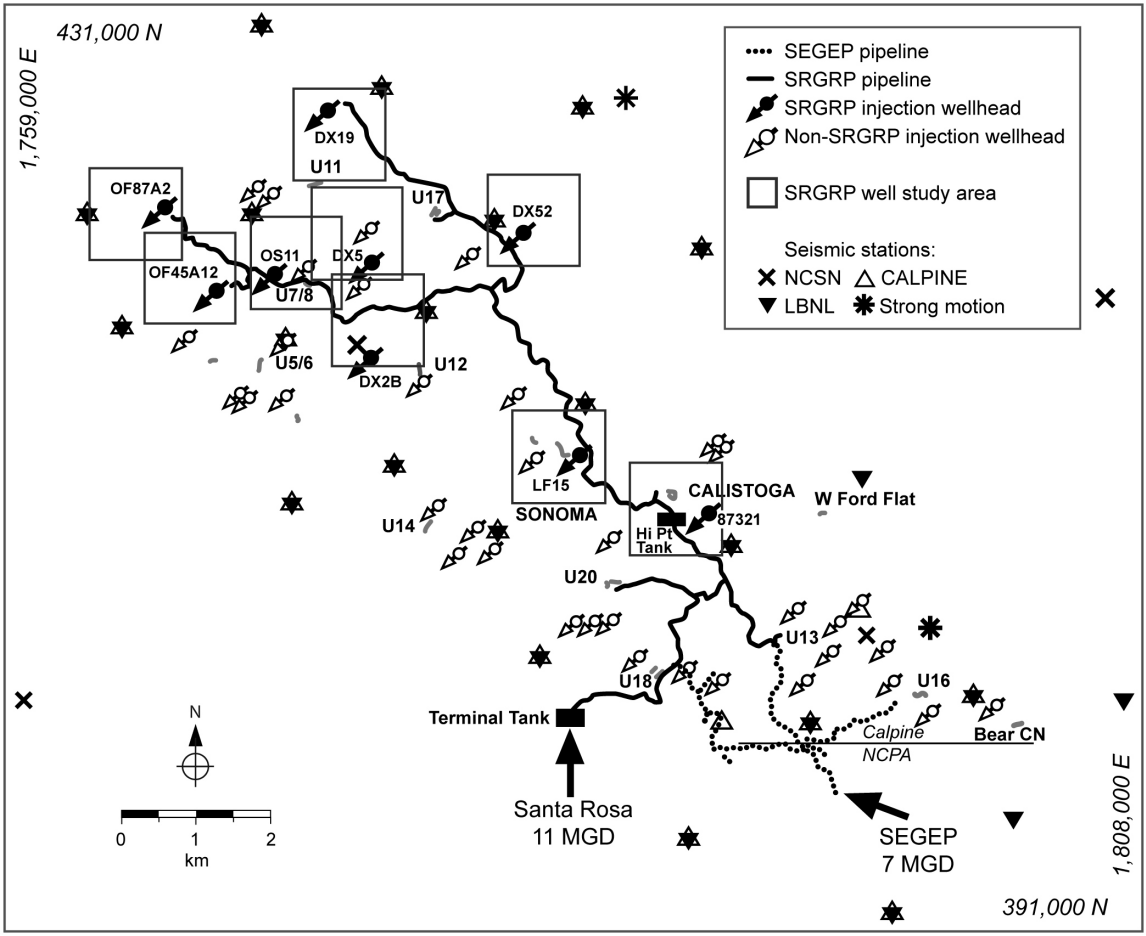 431,000 N
1,759,000 E
SEGEP pipeline
SRGRP pipeline
SRGRP injection wellhead
Non-SRGRP injection wellhead
SRGRP well study area
Seismic stations:
NCSN
CALPINE
LBNL
Strong motion
DX19
U11
U17
OF87A2
DX52
OS11
DX5
OF45A12
U7/8
U5/6
U12
DX2B
LF15
SONOMA
CALISTOGA
W Ford Flat
87321
Hi Pt
Tank
U14
U20
U13
U18
U16
Terminal Tank
Bear CN
Calpine
NCPA
N
0
1
2
km
Santa Rosa
11 MGD
SEGEP
7 MGD
1,808,000 E
391,000 N